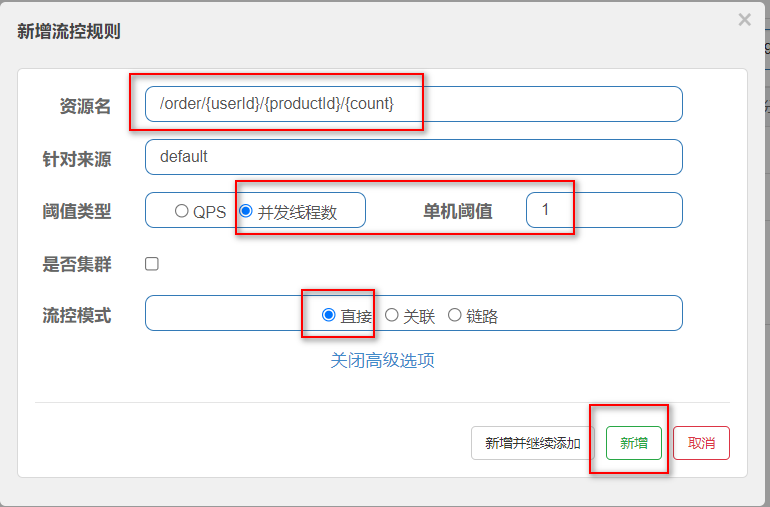 新增流控规则 ×
资源名 /order/{userId}/{productId}/{count}
针对来源 default
阈值类型 QPS 并发线程数 单机阈值 1
是否集群
流控模式 直接 关联 链路
关闭高级选项
新增并继续添加 新增 取消